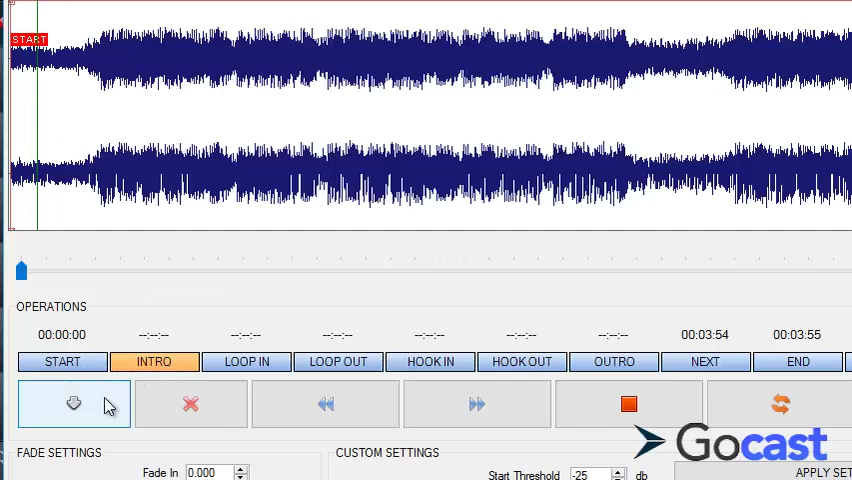 START
OPERATIONS
00:00:00 --:--:-- --:--:-- --:--:-- --:--:-- --:--:-- --:--:-- 00:03:54 00:03:55
START INTRO LOOP IN LOOP OUT HOOK IN HOOK OUT OUTRO NEXT END
Gocast
FADE SETTINGS CUSTOM SETTINGS
Fade In 0.000 Start Threshold -25 db APPLY SET